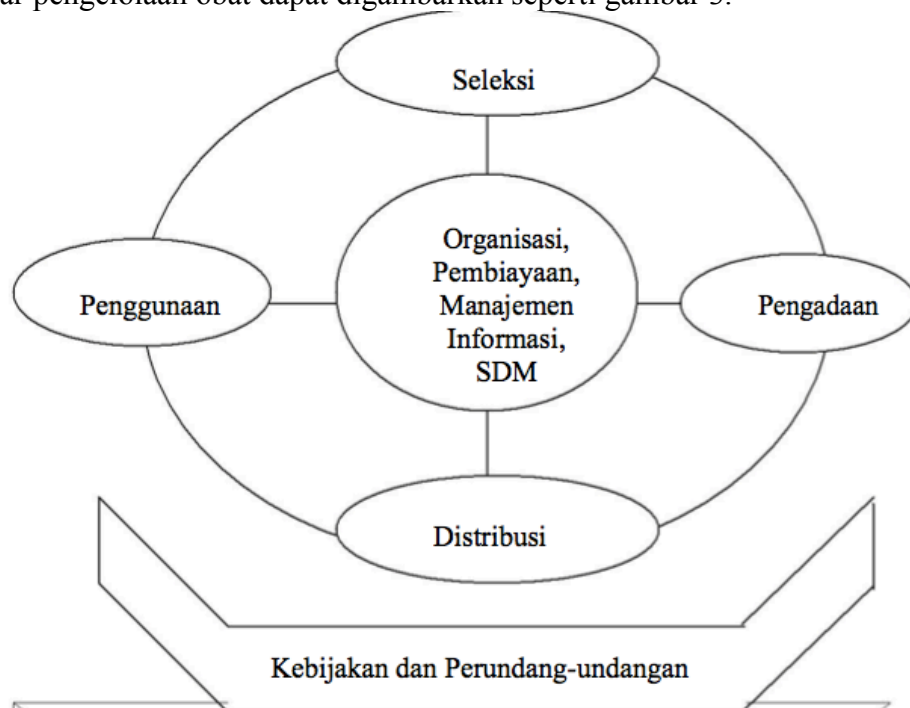 pengelolaan obat dapat digambarkan seperti gambar 3.
Seleksi
Organisasi,
Pembiayaan,
Manajemen
Informasi,
SDM
Penggunaan
Pengadaan
Distribusi
Kebijakan dan Perundang-undangan